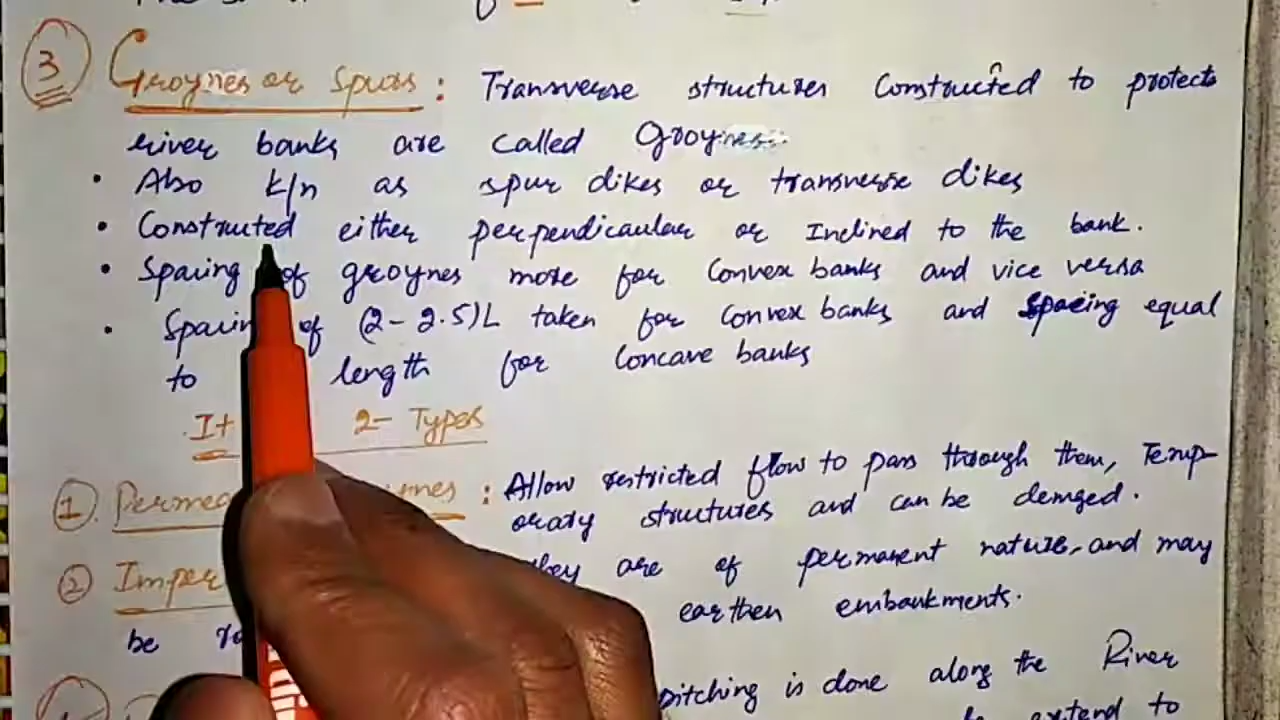 ③ Groynes or Spurs : Transverse structures Constructed to protect
river banks are called Groynes.
• Also k/n as spur dikes or transverse dikes
• Constructed either perpendicular or Inclined to the bank.
• Spacing of groynes more for Convex banks and vice versa
• of (2 - 2.5)L taken for Convex banks and Spacing equal
to length for Concave banks
It 2- Types
① : Allow restricted flow to pass through them, Temp-
orary structures and can be demged.
② are of permanent nature, and may
be earthen embankments.
pitching is done along the River
extend to